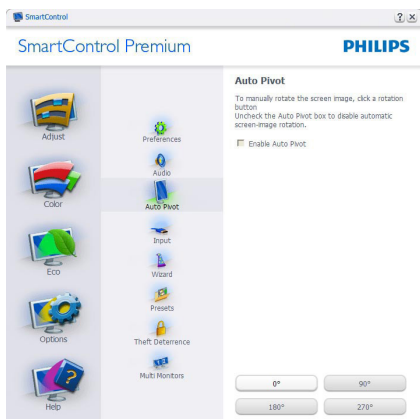 SmartControl
SmartControl Premium
PHILIPS
Adjust
Color
Eco
Options
Help
Preferences
Audio
Auto Pivot
Input
Wizard
Presets
Theft Deterrence
Multi Monitors
Auto Pivot
To manually rotate the screen image, click a rotation
button
Uncheck the Auto Pivot box to disable automatic
screen-image rotation.
Enable Auto Pivot
0° 90°
180° 270°